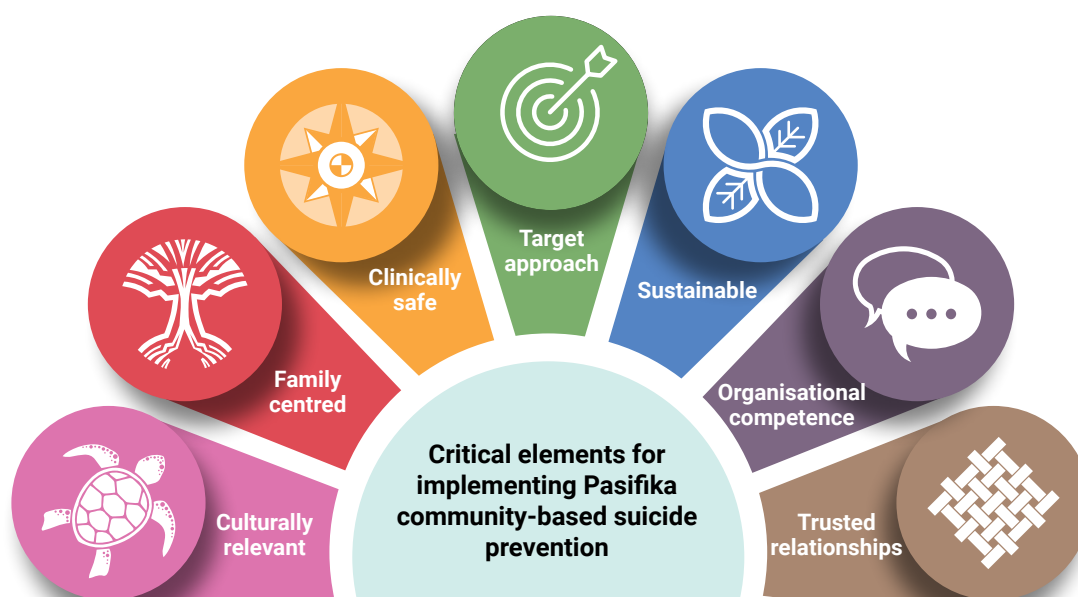 Target
approach
Clinically
safe
Sustainable
Family
centred
Organisational
competence
Critical elements for
implementing Pasifika
community-based suicide
prevention
Culturally
relevant
Trusted
relationships